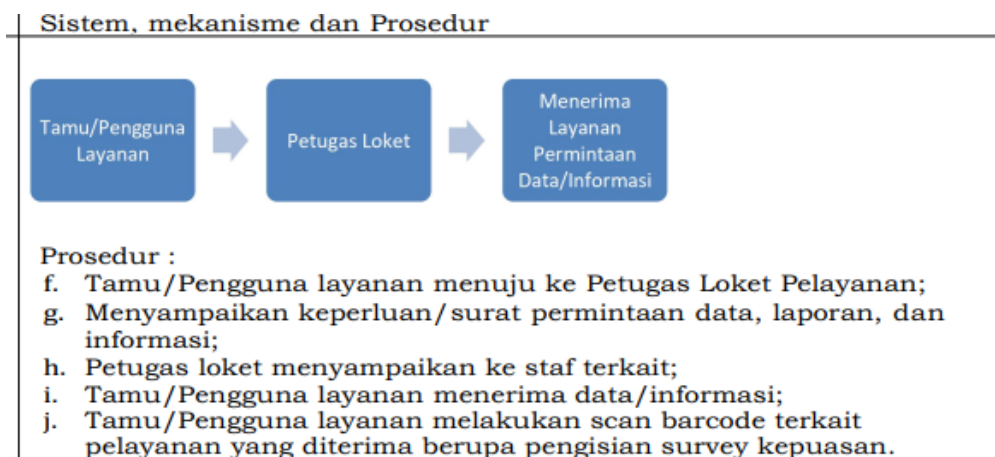 Sistem, mekanisme dan Prosedur
Tamu/Pengguna
Layanan
Petugas Loket
Menerima
Layanan
Permintaan
Data/Informasi
Prosedur :
f. Tamu/Pengguna layanan menuju ke Petugas Loket Pelayanan;
g. Menyampaikan keperluan/surat permintaan data, laporan, dan
informasi;
h. Petugas loket menyampaikan ke staf terkait;
i. Tamu/Pengguna layanan menerima data/informasi;
j. Tamu/Pengguna layanan melakukan scan barcode terkait
pelayanan yang diterima berupa pengisian survey kepuasan.